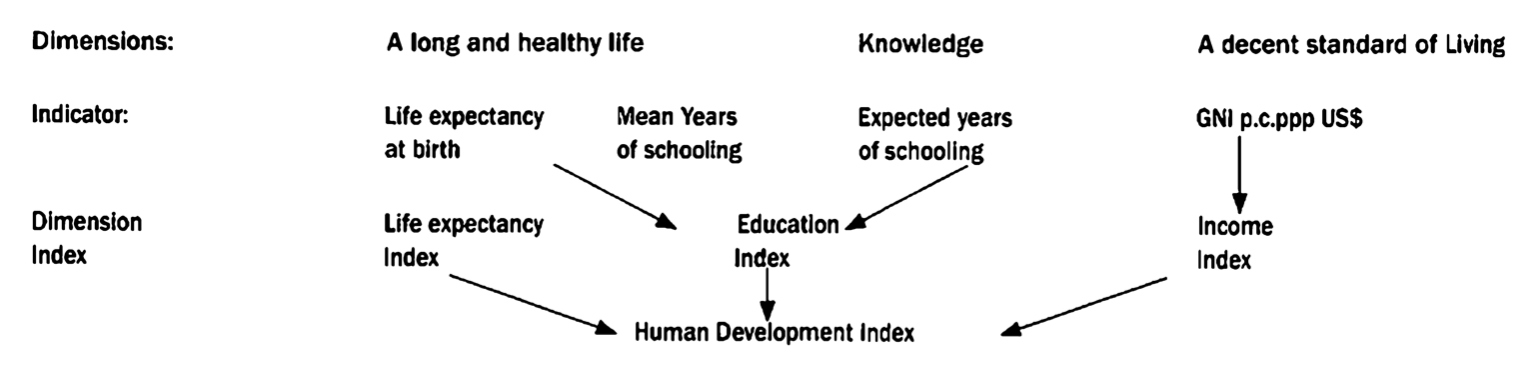 Dimensions: A long and healthy life Knowledge A decent standard of Living
Indicator: Life expectancy Mean Years Expected years GNI p.c.ppp US$
at birth of schooling of schooling
Dimension Life expectancy Education Income
Index Index Index Index
Human Development Index